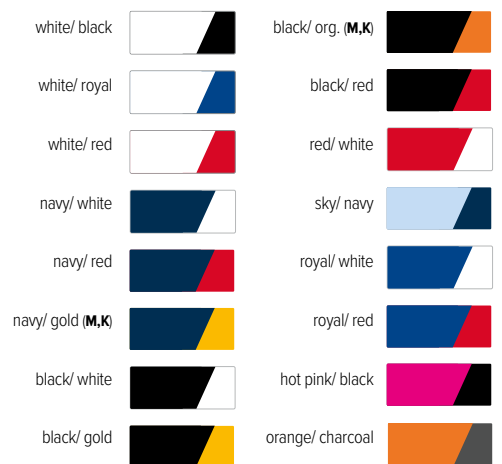 white/ black
white/ royal
white/ red
navy/ white
navy/ red
navy/ gold (M,K)
black/ white
black/ gold
black/ org. (M,K)
black/ red
red/ white
sky/ navy
royal/ white
royal/ red
hot pink/ black
orange/ charcoal